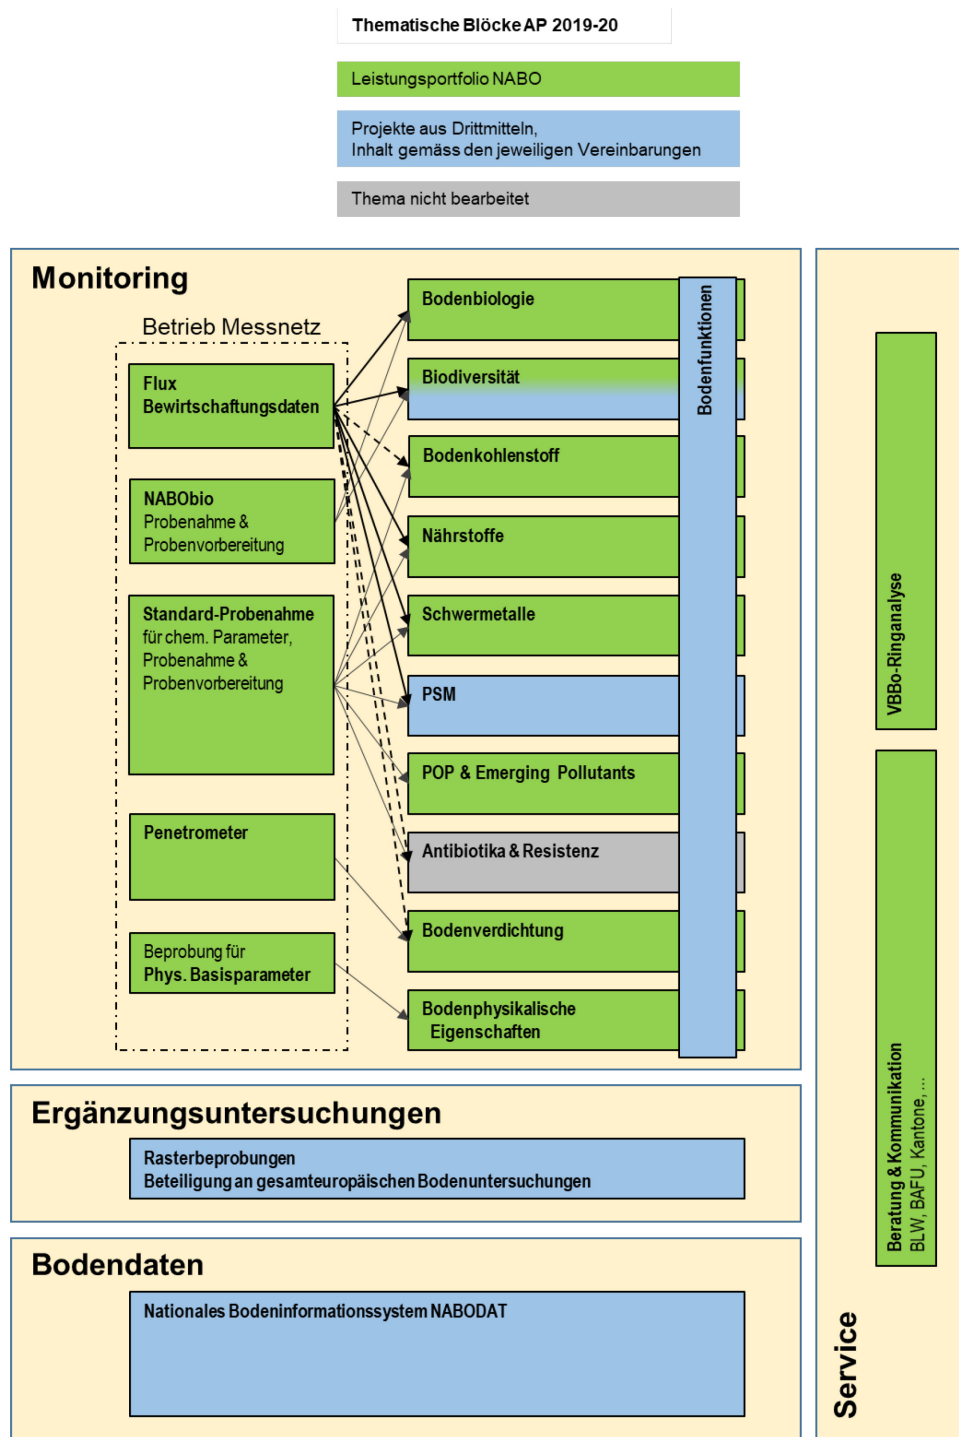 Thematische Blöcke AP 2019-20
Leistungsportfolio NABO
Projekte aus Drittmitteln,
Inhalt gemäss den jeweiligen Vereinbarungen
Thema nicht bearbeitet
Monitoring
Betrieb Messnetz
Flux
Bewirtschaftungsdaten
NABObio
Probenahme &
Probenvorbereitung
Standard-Probenahme
für chem. Parameter,
Probenahme &
Probenvorbereitung
Penetrometer
Beprobung für
Phys. Basisparameter
Bodenbiologie
Biodiversität
Bodenkohlenstoff
Nährstoffe
Schwermetalle
PSM
POP & Emerging Pollutants
Antibiotika & Resistenz
Bodenverdichtung
Bodenphysikalische
Eigenschaften
Bodenfunktionen
Ergänzungsuntersuchungen
Rasterbeprobungen
Beteiligung an gesamteuropäischen Bodenuntersuchungen
Bodendaten
Nationales Bodeninformationssystem NABODAT
Service
VBBo-Ringanalyse
Beratung & Kommunikation
BLW, BAFU, Kantone, ...